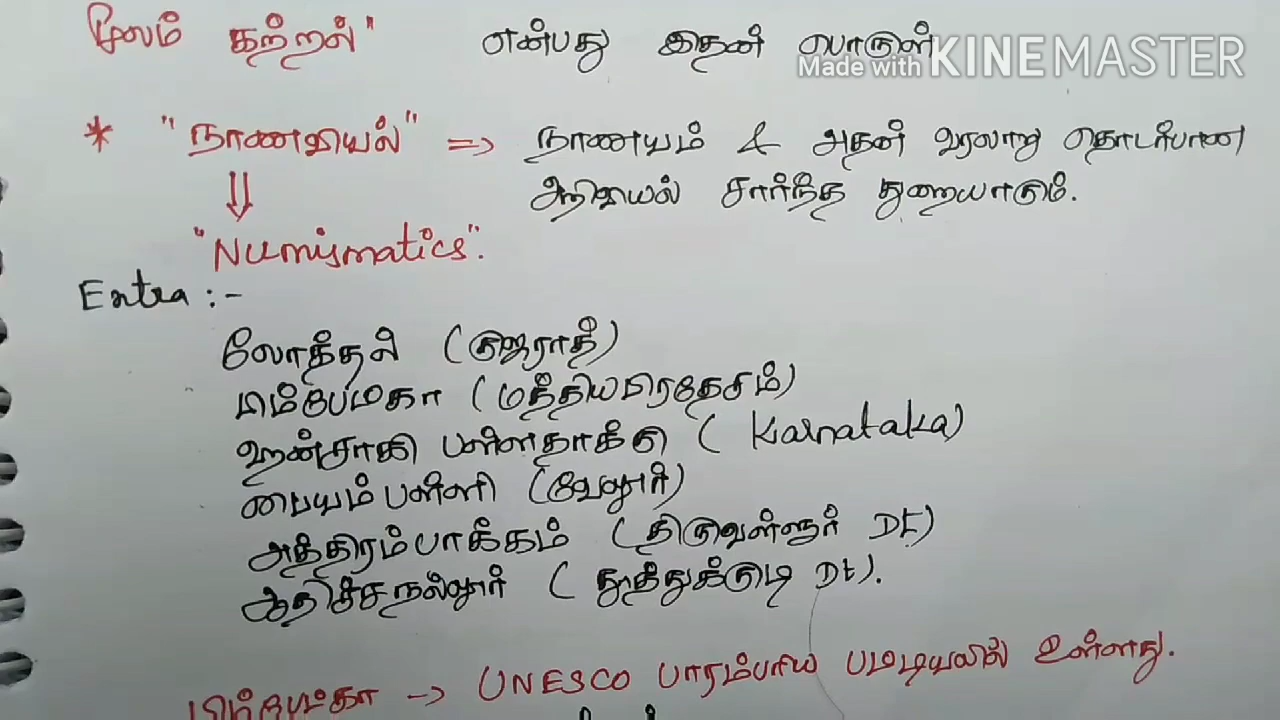 மூலம் கற்றல்" என்பது இதன் பொருள்
Made with KINEMASTER
* "நாணவியல்" => நாணயம் & அதன் வரலாறு தொடர்பான
⇓ அறிவியல் சார்ந்த துறையாகும்.
"Numismatics".
Extra :-
லோத்தல் (குஜராத்)
பிம்பேட்கா (மத்தியபிரதேசம்)
ஹன்சாகி பள்ளதாக்கு ( Karnataka)
பையம்பள்ளி (வேலூர்)
அத்திரம்பாக்கம் ( திருவள்ளூர் Dt)
ஆதிச்சநல்லூர் ( தூத்துக்குடி Dt).
பிம்பேட்கா -> UNESCO பாரம்பரிய பட்டியலில் உள்ளது.